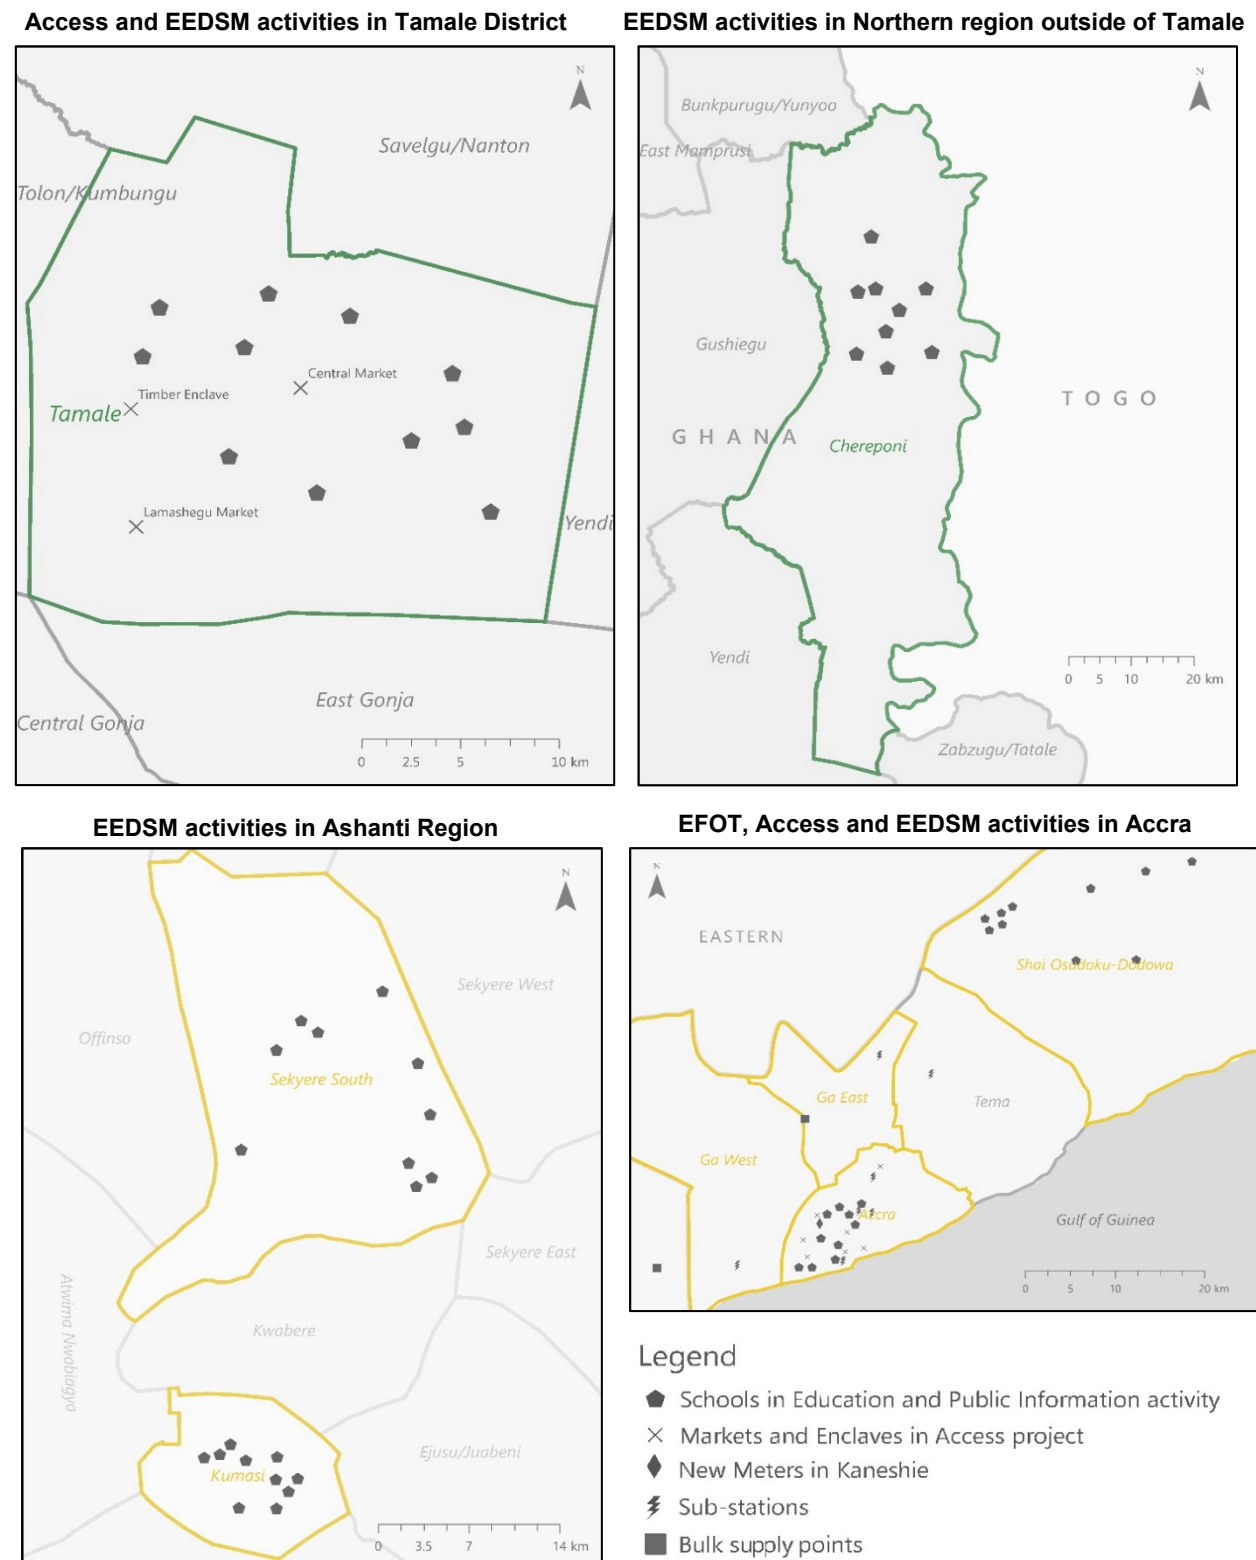 Access and EEDSM activities in Tamale District
N
Savelgu/Nanton
Tolon/Kumbungu
Central Market
Timber Enclave
Tamale
Lamashegu Market
Yendi
East Gonja
Central Gonja
0 2.5 5 10 km
EEDSM activities in Northern region outside of Tamale
N
Bunkpurugu/Yunyoo
East Mamprusi
Gushiegu
TOGO
GHANA
Chereponi
Yendi
0 5 10 20 km
Zabzugu/Tatale
EEDSM activities in Ashanti Region
N
Sekyere West
Offinso
Sekyere South
Sekyere East
Atwima Nwabiagya
Kwabere
Ejusu/Juabeni
Kumasi
0 3.5 7 14 km
EFOT, Access and EEDSM activities in Accra
N
EASTERN
Shai Osudoku-Dodowa
Ga East
Tema
Ga West
Accra
Gulf of Guinea
0 5 10 20 km
Legend
Schools in Education and Public Information activity
Markets and Enclaves in Access project
New Meters in Kaneshie
Sub-stations
Bulk supply points